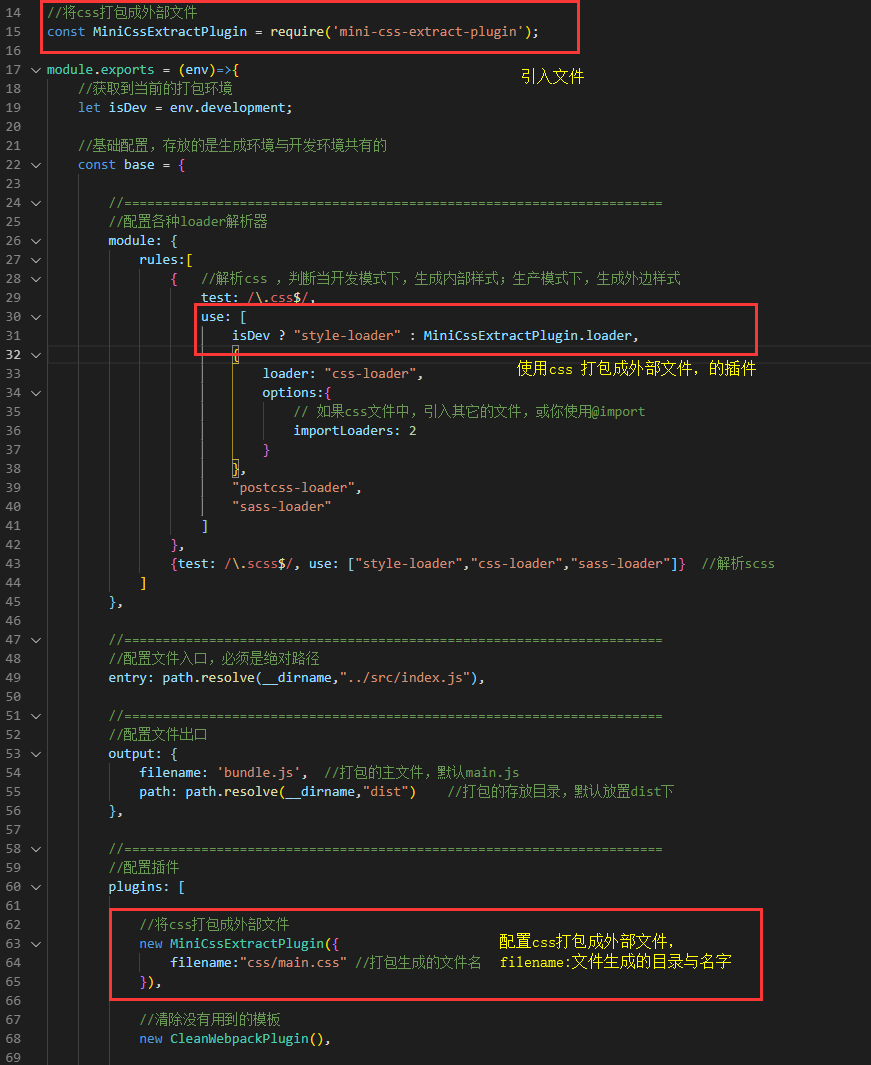 14 //将css打包成外部文件
15 const MiniCssExtractPlugin = require('mini-css-extract-plugin');
16
17 module.exports = (env)=>{
引入文件
18 //获取到当前的打包环境
19 let isDev = env.development;
20
21 //基础配置，存放的是生成环境与开发环境共有的
22 const base = {
23
24 //======================================================================
25 //配置各种loader解析器
26 module: {
27 rules:[
28 { //解析css ，判断当开发模式下，生成内部样式；生产模式下，生成外边样式
29 test: /\.css$/,
30 use: [
31 isDev ? "style-loader" : MiniCssExtractPlugin.loader,
32 {
使用css 打包成外部文件，的插件
33 loader: "css-loader",
34 options:{
35 // 如果css文件中，引入其它的文件，或你使用@import
36 importLoaders: 2
37 }
38 },
39 "postcss-loader",
40 "sass-loader"
41 ]
42 },
43 {test: /\.scss$/, use: ["style-loader","css-loader","sass-loader"]} //解析scss
44 ]
45 },
46
47 //======================================================================
48 //配置文件入口，必须是绝对路径
49 entry: path.resolve(__dirname,"../src/index.js"),
50
51 //======================================================================
52 //配置文件出口
53 output: {
54 filename: 'bundle.js', //打包的主文件，默认main.js
55 path: path.resolve(__dirname,"dist") //打包的存放目录，默认放置dist下
56 },
57
58 //======================================================================
59 //配置插件
60 plugins: [
61
62 //将css打包成外部文件
63 new MiniCssExtractPlugin({
配置css打包成外部文件，
64 filename:"css/main.css" //打包生成的文件名
filename:文件生成的目录与名字
65 }),
66
67 //清除没有用到的模板
68 new CleanWebpackPlugin(),
69